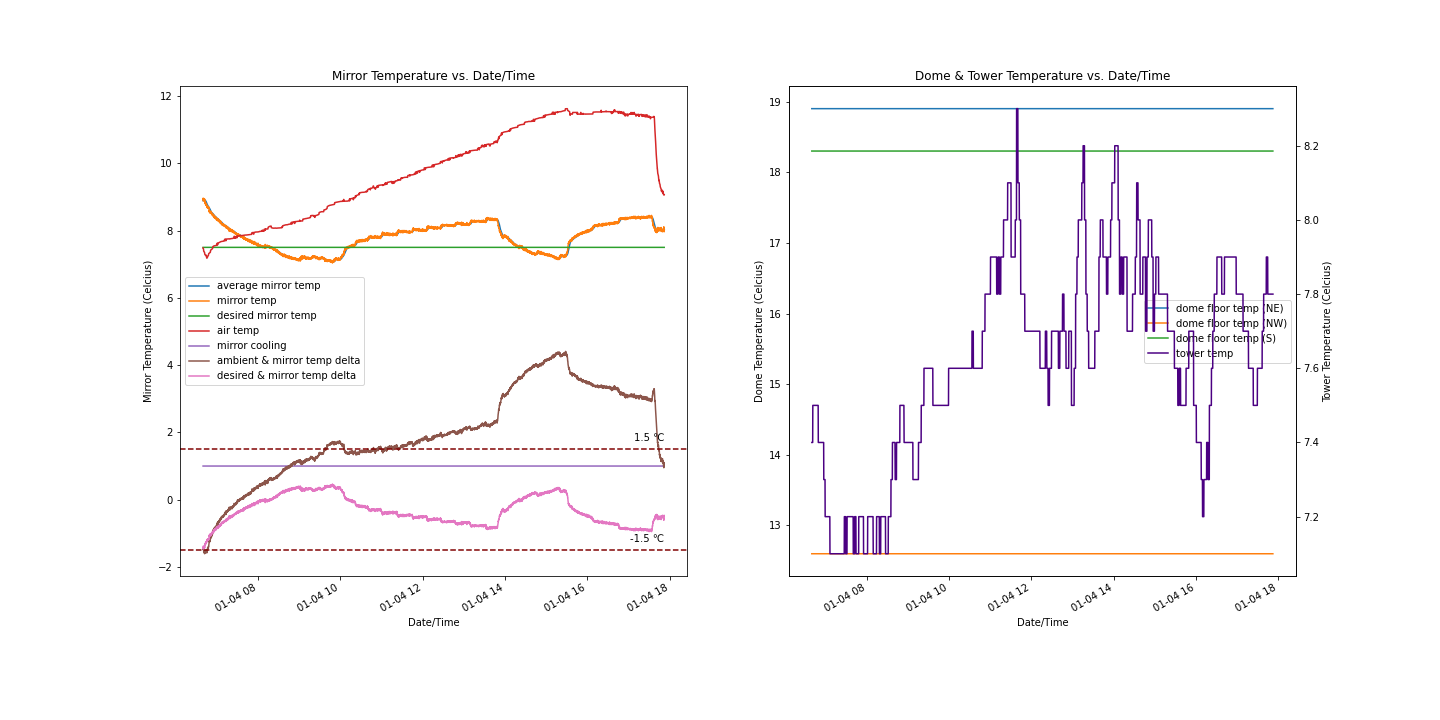 Mirror Temperature vs. Date/Time
Mirror Temperature (Celcius)
12
10
8
6
4
2
0
−2
average mirror temp
mirror temp
desired mirror temp
air temp
mirror cooling
ambient & mirror temp delta
desired & mirror temp delta
1.5 ℃
-1.5 ℃
01-04 08
01-04 10
01-04 12
01-04 14
01-04 16
01-04 18
Date/Time
Dome & Tower Temperature vs. Date/Time
Dome Temperature (Celcius)
19
18
17
16
15
14
13
dome floor temp (NE)
dome floor temp (NW)
dome floor temp (S)
tower temp
8.2
8.0
7.8
7.6
7.4
7.2
Tower Temperature (Celcius)
01-04 08
01-04 10
01-04 12
01-04 14
01-04 16
01-04 18
Date/Time